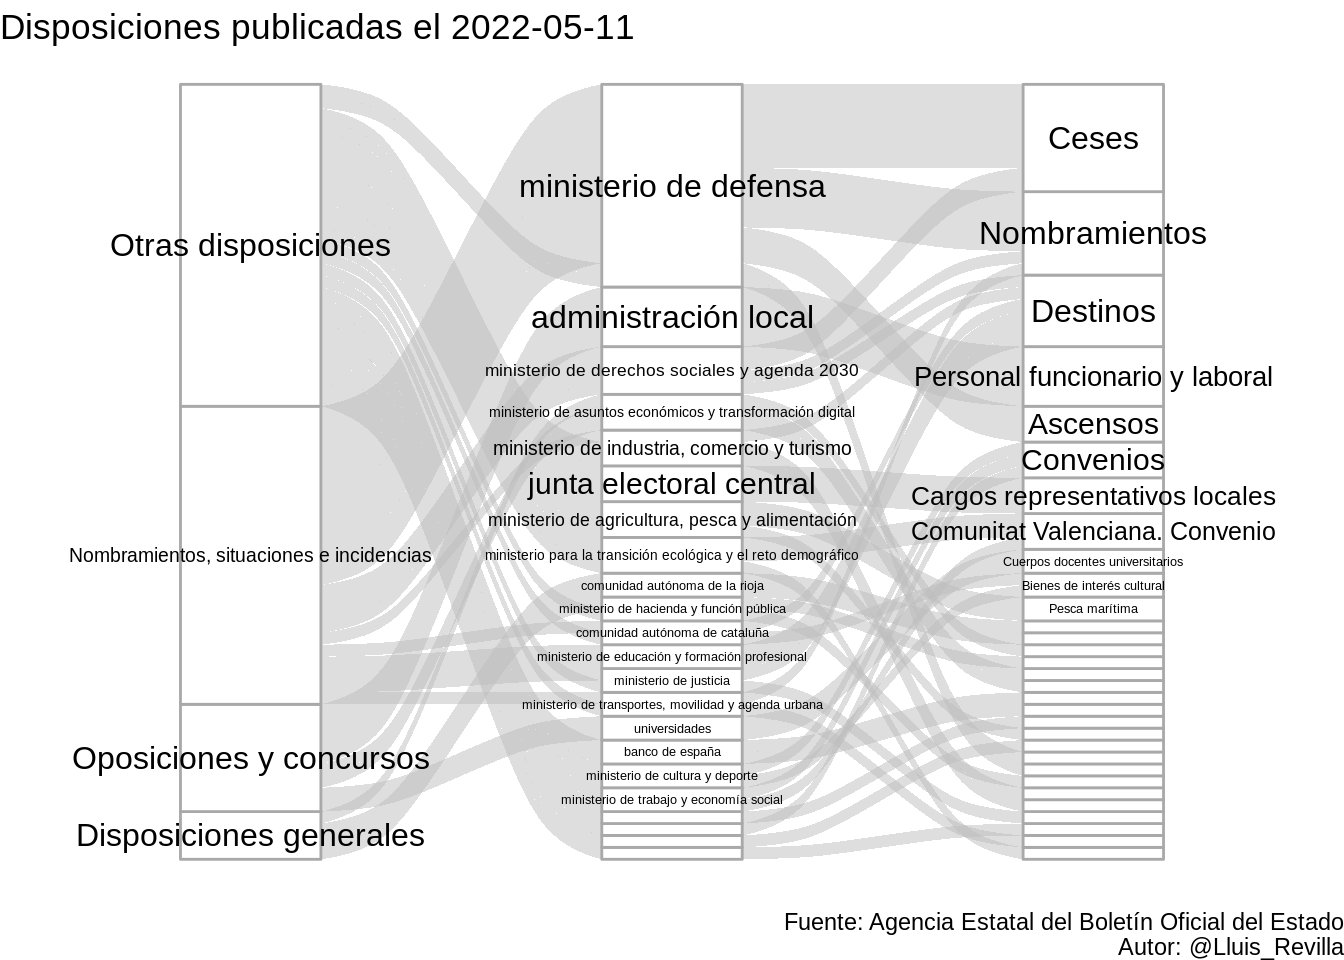 Disposiciones publicadas el 2022-05-11
Otras disposiciones
Nombramientos, situaciones e incidencias
Oposiciones y concursos
Disposiciones generales
ministerio de defensa
administración local
ministerio de derechos sociales y agenda 2030
ministerio de asuntos económicos y transformación digital
ministerio de industria, comercio y turismo
junta electoral central
ministerio de agricultura, pesca y alimentación
ministerio para la transición ecológica y el reto demográfico
comunidad autónoma de la rioja
ministerio de hacienda y función pública
comunidad autónoma de cataluña
ministerio de educación y formación profesional
ministerio de justicia
ministerio de transportes, movilidad y agenda urbana
universidades
banco de españa
ministerio de cultura y deporte
ministerio de trabajo y economía social
Ceses
Nombramientos
Destinos
Personal funcionario y laboral
Ascensos
Convenios
Cargos representativos locales
Comunitat Valenciana. Convenio
Cuerpos docentes universitarios
Bienes de interés cultural
Pesca marítima
Fuente: Agencia Estatal del Boletín Oficial del Estado
Autor: @Lluis_Revilla